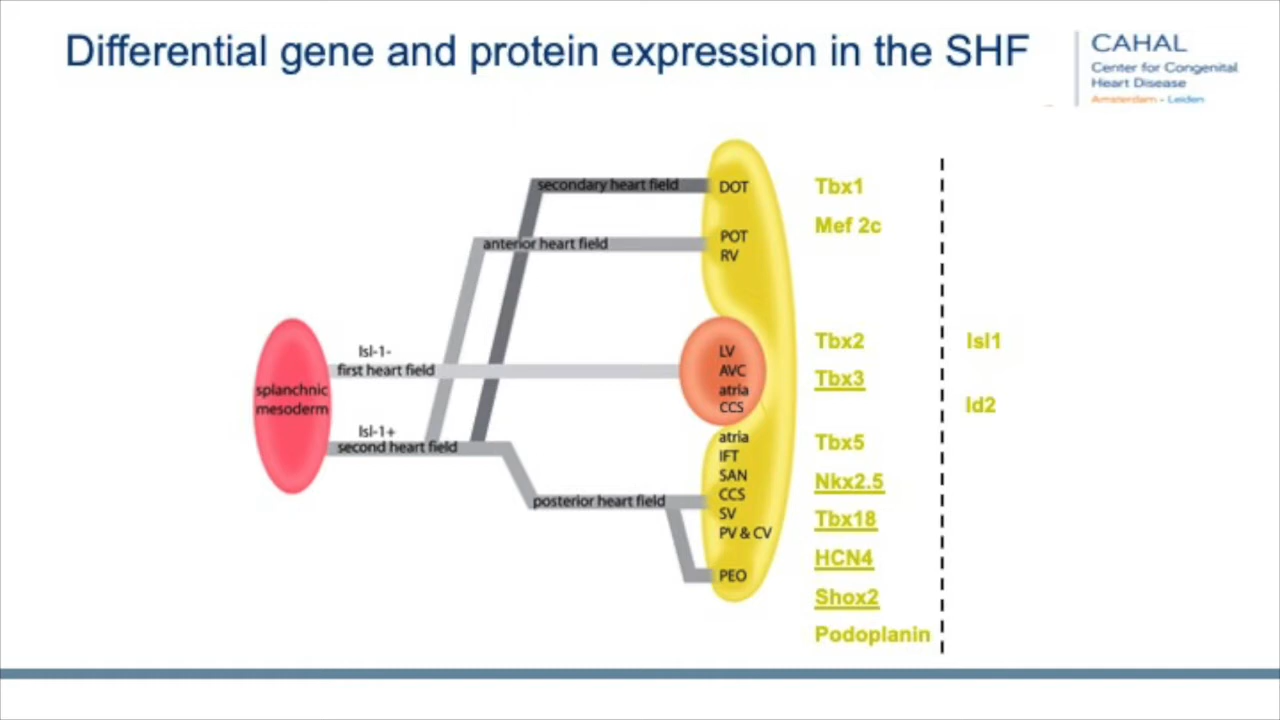 Differential gene and protein expression in the SHF
CAHAL
Center for Congenital
Heart Disease
Amsterdam - Leiden
secondary heart field
DOT
Tbx1
anterior heart field
POT
RV
Mef 2c
Isl-1-
first heart field
splanchnic
mesoderm
Isl-1+
second heart field
LV
AVC
atria
CCS
Tbx2
Tbx3
Isl1
Id2
atria
IFT
SAN
CCS
SV
PV & CV
posterior heart field
PEO
Tbx5
Nkx2.5
Tbx18
HCN4
Shox2
Podoplanin